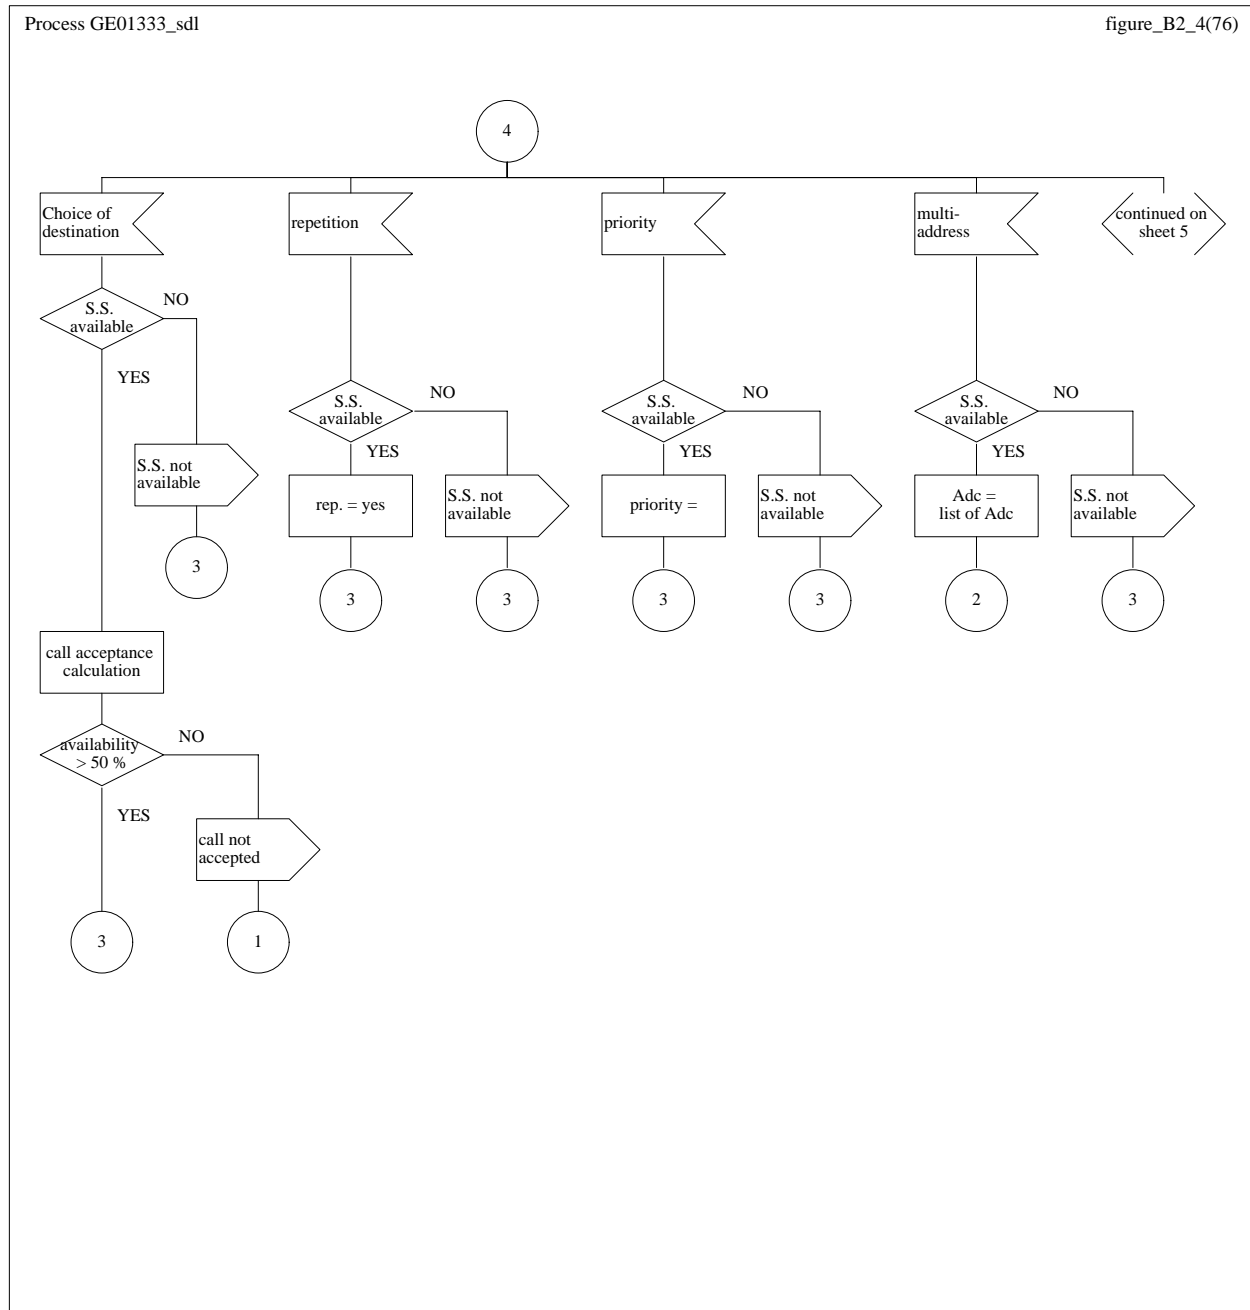 Process GE01333_sdl
figure_B2_4(76)
4
Choice of
destination
repetition
priority
multi-
address
continued on
sheet 5
S.S.
available
NO
YES
S.S.
available
NO
YES
S.S.
available
NO
YES
S.S.
available
NO
YES
S.S. not
available
rep. = yes
S.S. not
available
priority =
S.S. not
available
Adc =
list of Adc
S.S. not
available
3
3
3
3
3
2
3
call acceptance
calculation
availability
> 50 %
NO
YES
call not
accepted
3
1